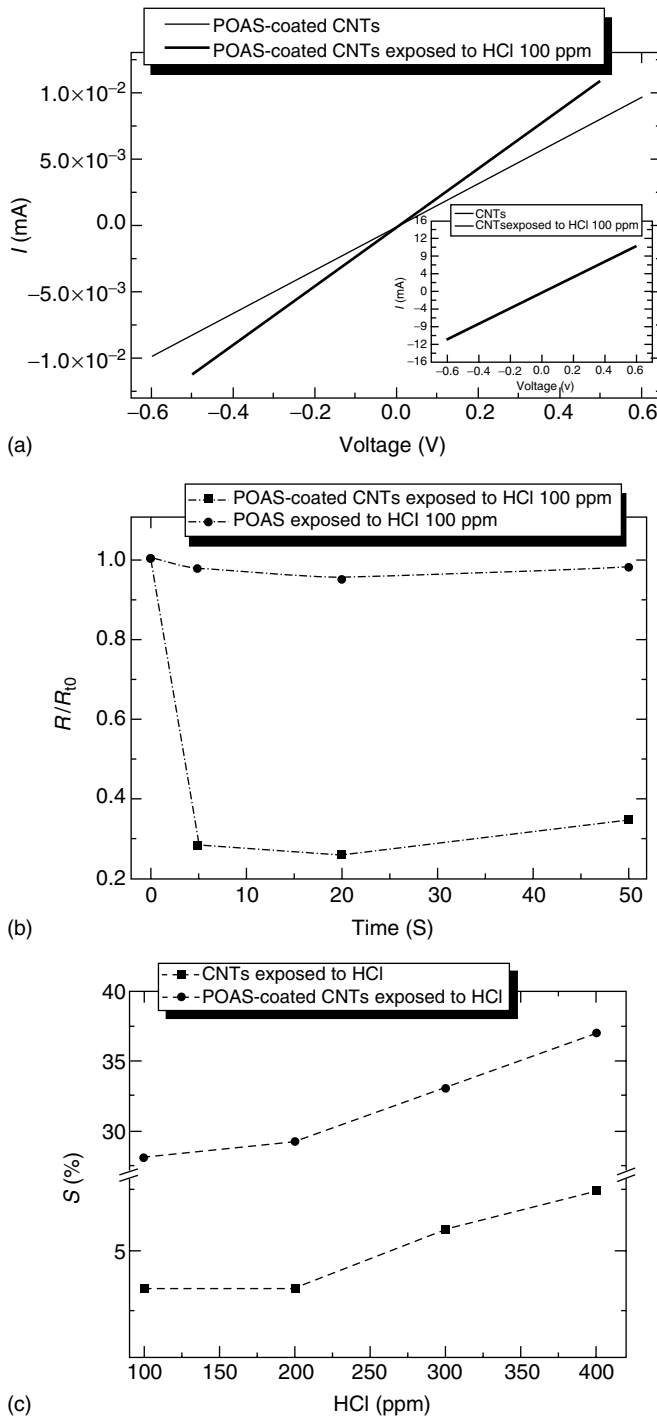 POAS-coated CNTs
POAS-coated CNTs exposed to HCl 100 ppm
1.0×10−2
5.0×10−3
0.0
−5.0×10−3
−1.0×10−2
I (mA)
−0.6 −0.4 −0.2 0.0 0.2 0.4 0.6
Voltage (V)
CNTs
CNTsexposed to HCl 100 ppm
16
12
8
4
0
−4
−9
−12
−16
I (mA)
−0.6 −0.4 −0.2 0.0 0.2 0.4 0.6
Voltage (v)
(a)
POAS-coated CNTs exposed to HCl 100 ppm
POAS exposed to HCl 100 ppm
1.0
0.8
0.6
0.4
0.2
R/Rt0
0 10 20 30 40 50
Time (S)
(b)
CNTs exposed to HCl
POAS-coated CNTs exposed to HCl
40
35
30
5
S (%)
100 150 200 250 300 350 400
HCl (ppm)
(c)